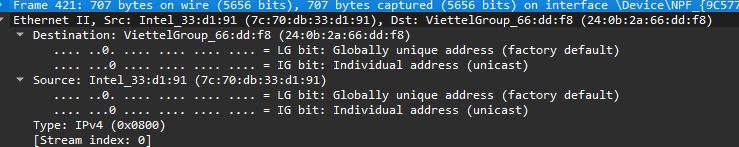 Frame 421: 707 bytes on wire (5656 bits), 707 bytes captured (5656 bits) on interface \Device\NPF_{9C577
Ethernet II, Src: Intel_33:d1:91 (7c:70:db:33:d1:91), Dst: ViettelGroup_66:dd:f8 (24:0b:2a:66:dd:f8)
Destination: ViettelGroup_66:dd:f8 (24:0b:2a:66:dd:f8)
.... ..0. .... .... .... .... = LG bit: Globally unique address (factory default)
.... ...0 .... .... .... .... = IG bit: Individual address (unicast)
Source: Intel_33:d1:91 (7c:70:db:33:d1:91)
.... ..0. .... .... .... .... = LG bit: Globally unique address (factory default)
.... ...0 .... .... .... .... = IG bit: Individual address (unicast)
Type: IPv4 (0x0800)
[Stream index: 0]